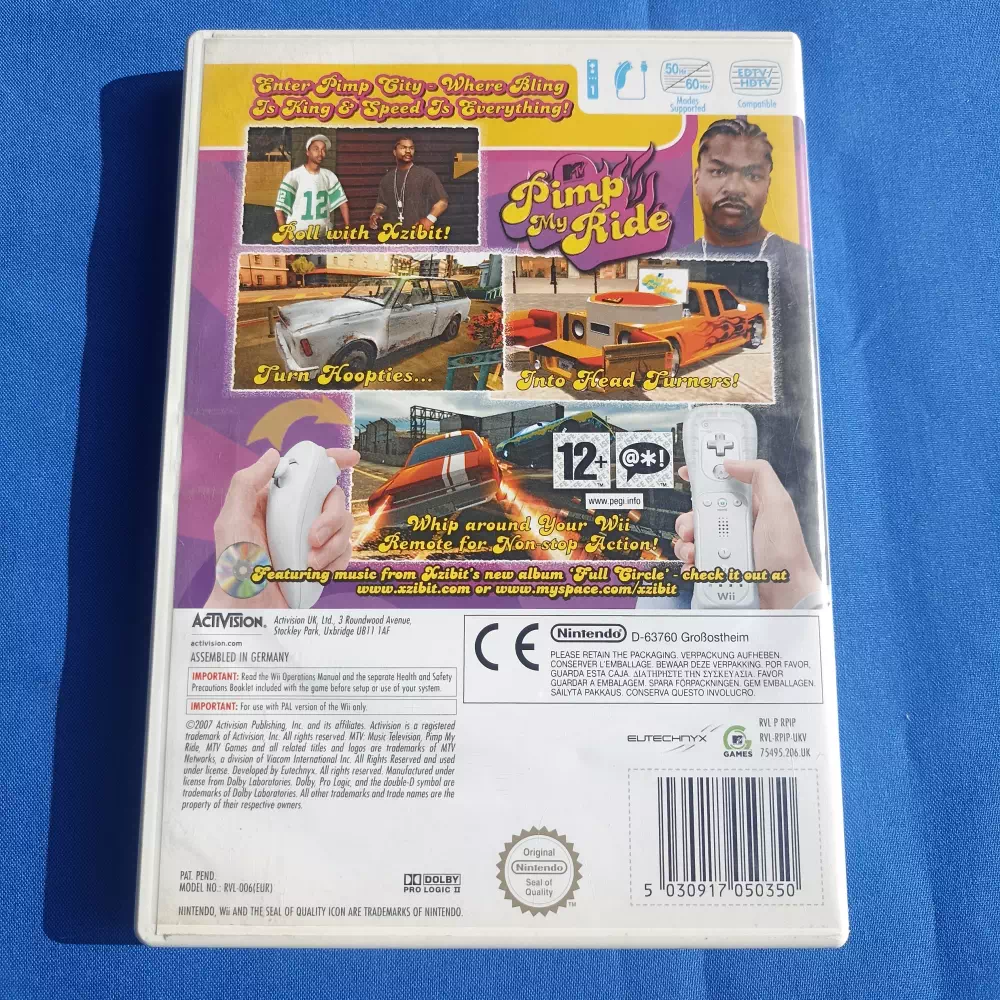 Enter Pimp City - Where Bling
Is King & Speed Is Everything!
1
50Hz
60Hz
Modes
Supported
EDTV/
HDTV
Compatible
12
Roll with Xzibit!
MTV
Pimp
My
Ride
Turn Hoopties...
Into Head Turners!
12+
@*!
www.pegi.info
Whip around Your Wii
Remote for Non-stop Action!
Wii
Featuring music from Xzibit's new album 'Full Circle' - check it out at
www.xzibit.com or www.myspace.com/xzibit
ACTIVISION.
Activision UK, Ltd., 3 Roundwood Avenue,
Stockley Park, Uxbridge UB11 1AF
activision.com
ASSEMBLED IN GERMANY
IMPORTANT: Read the Wii Operations Manual and the separate Health and Safety
Precautions Booklet included with the game before setup or use of your system.
IMPORTANT: For use with PAL version of the Wii only.
©2007 Activision Publishing, Inc. and its affiliates. Activision is a registered
trademark of Activision, Inc. All rights reserved. MTV: Music Television, Pimp My
Ride, MTV Games and all related titles and logos are trademarks of MTV
Networks, a division of Viacom International Inc. All Rights Reserved and used
under license. Developed by Eutechnyx. All rights reserved. Manufactured under
license from Dolby Laboratories. Dolby, Pro Logic, and the double-D symbol are
trademarks of Dolby Laboratories. All other trademarks and trade names are the
property of their respective owners.
CE
Nintendo D-63760 Großostheim
PLEASE RETAIN THE PACKAGING. VERPACKUNG AUFHEBEN.
CONSERVER L'EMBALLAGE. BEWAAR DEZE VERPAKKING. POR FAVOR,
GUARDA ESTA CAJA. ΔΙΑΤΗΡΗΣΤΕ ΤΗΝ ΣΥΣΚΕΥΑΣΙΑ. FAVOR
GUARDAR A EMBALAGEM. SPARA FÖRPACKNINGEN. GEM EMBALLAGEN.
SÄILYTÄ PAKKAUS. CONSERVA QUESTO INVOLUCRO.
EUTECHNYX
MTV
GAMES
RVL P RPIP
RVL-RPIP-UKV
75495.206.UK
PAT. PEND.
MODEL NO.: RVL-006(EUR)
DOLBY
PRO LOGIC II
Original
Nintendo
Seal of
Quality
TM
5 030917 050350
NINTENDO, Wii AND THE SEAL OF QUALITY ICON ARE TRADEMARKS OF NINTENDO.